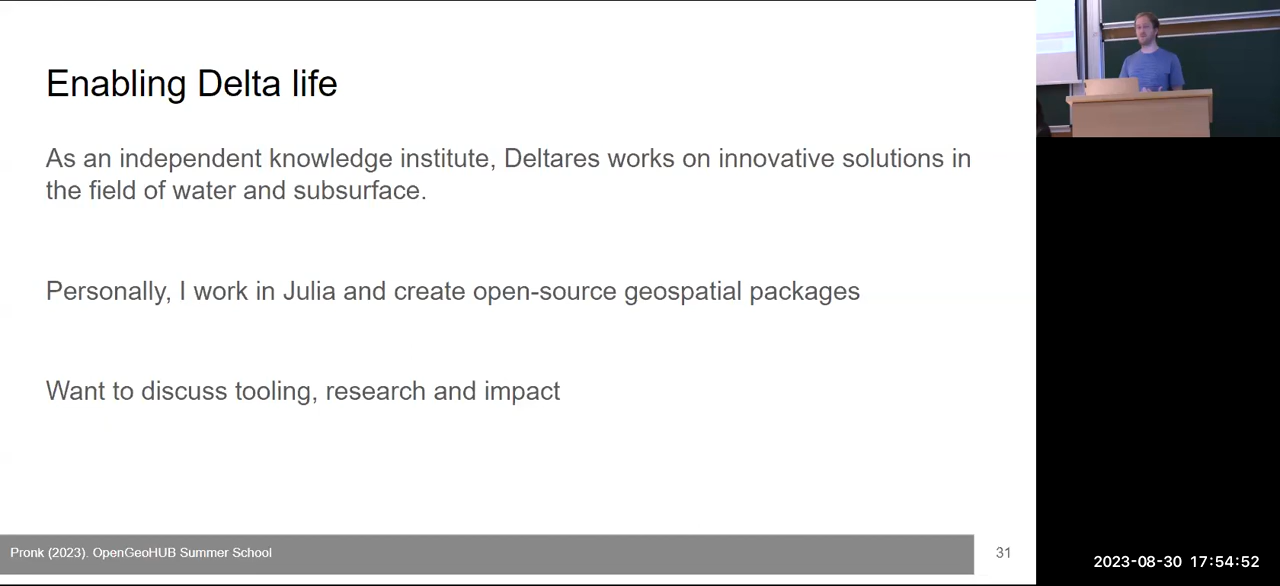 Enabling Delta life
As an independent knowledge institute, Deltares works on innovative solutions in
the field of water and subsurface.
Personally, I work in Julia and create open-source geospatial packages
Want to discuss tooling, research and impact
Pronk (2023). OpenGeoHUB Summer School
31
2023-08-30 17:54:52